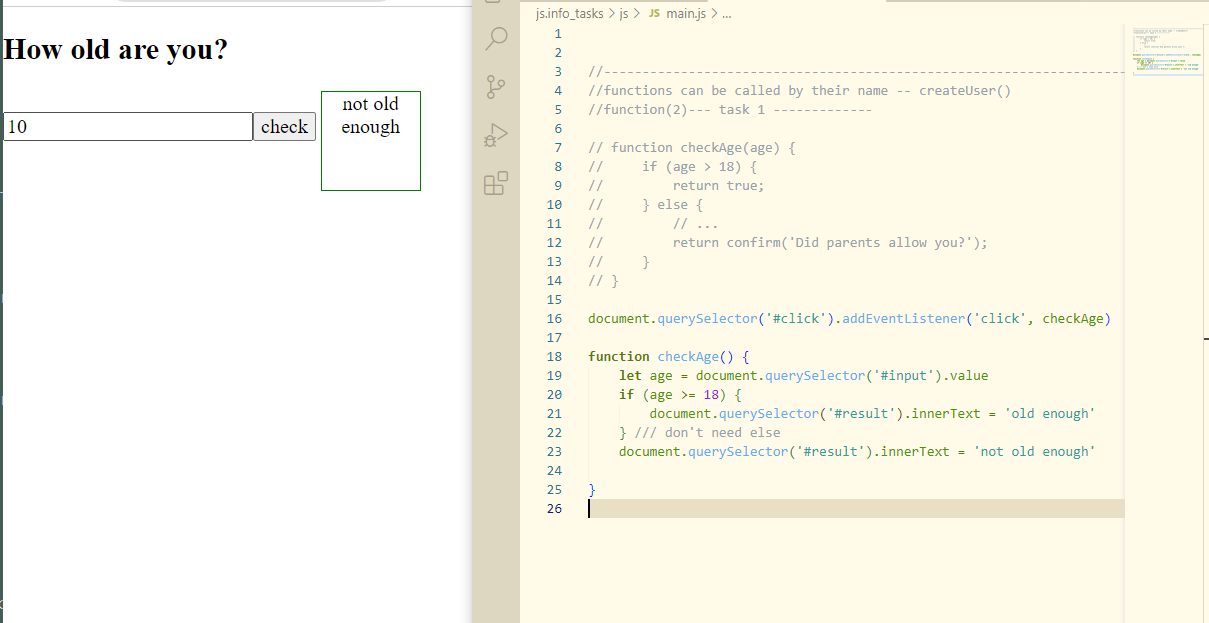 How old are you?
10
check
not old
enough
js.info_tasks > js > JS main.js > ...
1
2
3 //--------------------------------------------------------------------
4 //functions can be called by their name -- createUser()
5 //function(2)--- task 1 -------------
6
7 // function checkAge(age) {
8 //     if (age > 18) {
9 //         return true;
10 //     } else {
11 //         // ...
12 //         return confirm('Did parents allow you?');
13 //     }
14 // }
15
16 document.querySelector('#click').addEventListener('click', checkAge)
17
18 function checkAge() {
19     let age = document.querySelector('#input').value
20     if (age >= 18) {
21         document.querySelector('#result').innerText = 'old enough'
22     } /// don't need else
23     document.querySelector('#result').innerText = 'not old enough'
24
25 }
26